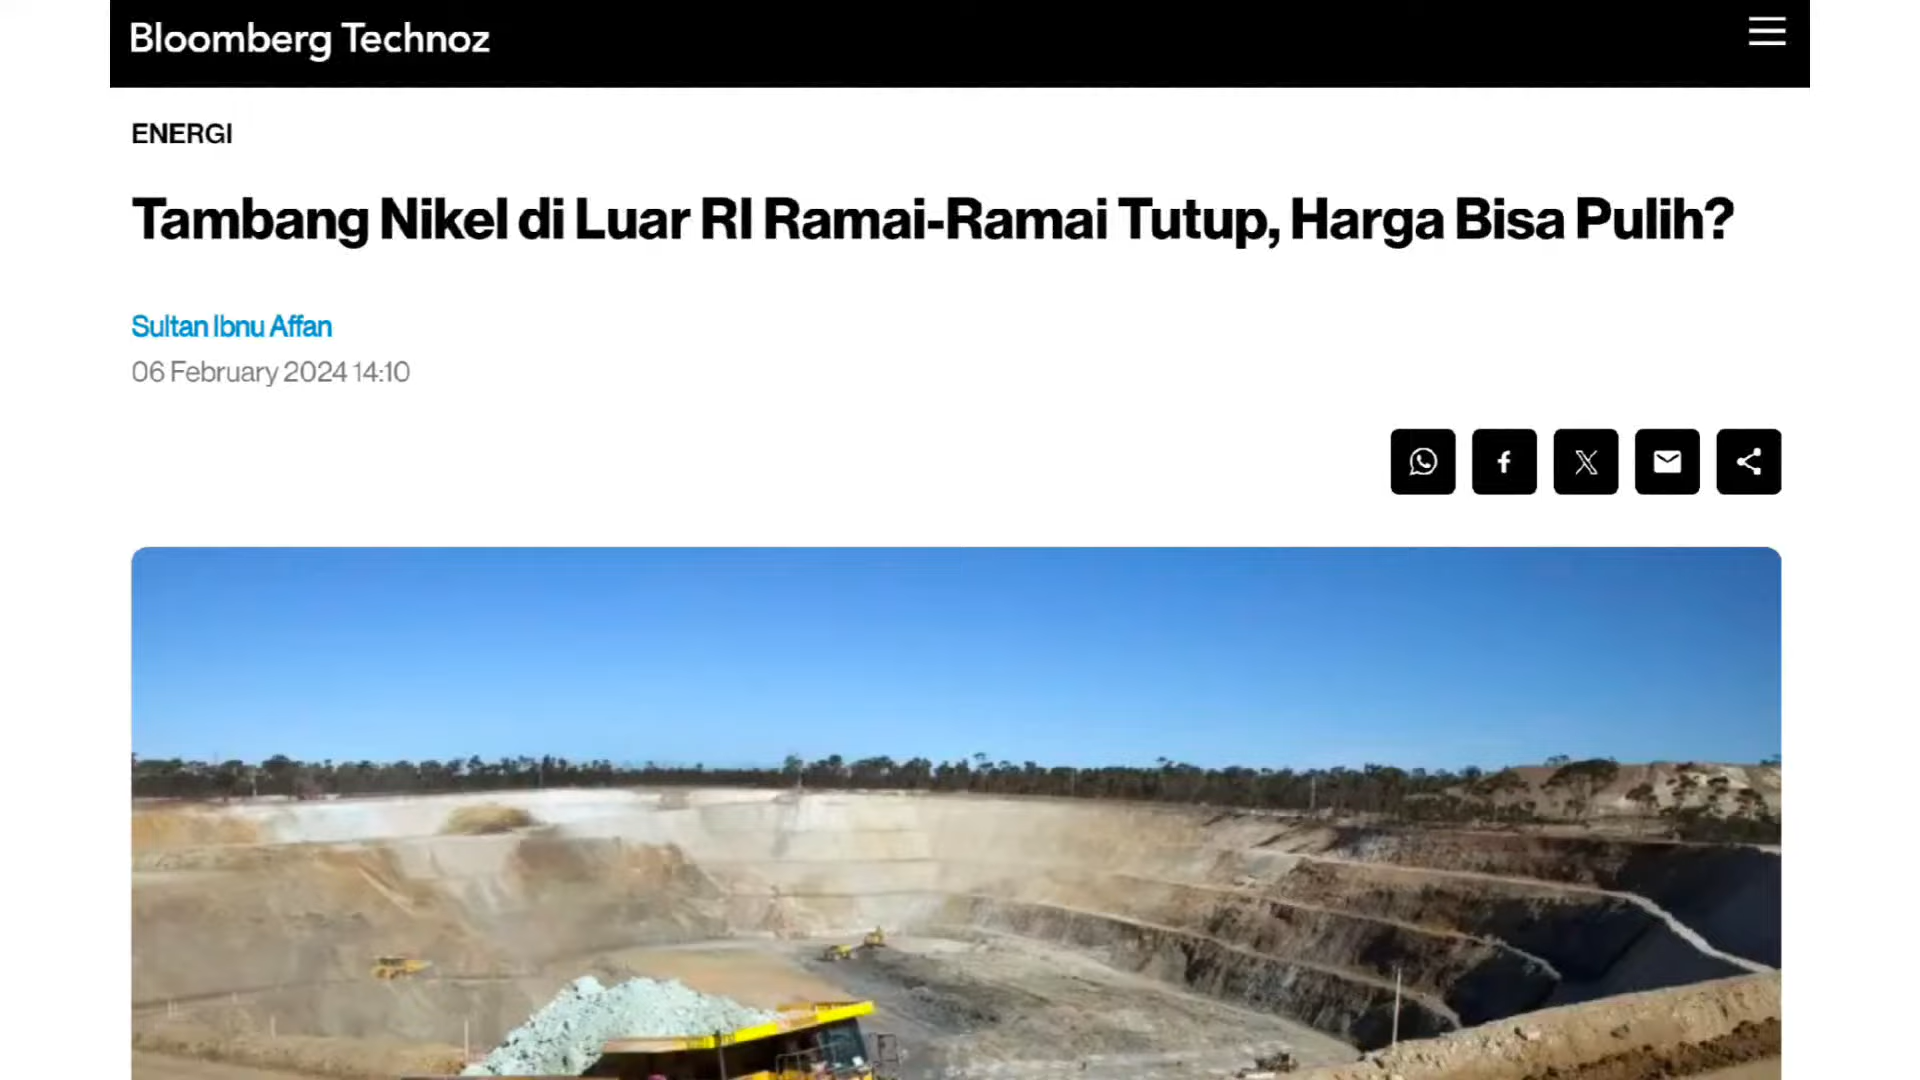 Bloomberg Technoz
ENERGI
Tambang Nikel di Luar RI Ramai-Ramai Tutup, Harga Bisa Pulih?
Sultan Ibnu Affan
06 February 2024 14:10